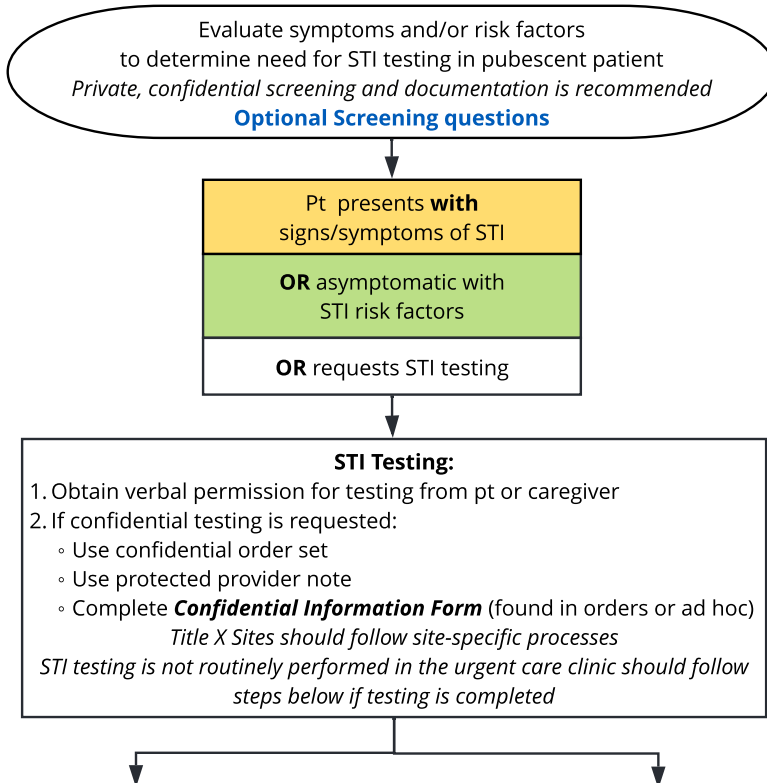 Evaluate symptoms and/or risk factors
to determine need for STI testing in pubescent patient
Private, confidential screening and documentation is recommended
Optional Screening questions
Pt  presents with
signs/symptoms of STI
OR asymptomatic with
STI risk factors
OR requests STI testing
STI Testing:
1. Obtain verbal permission for testing from pt or caregiver
2. If confidential testing is requested:
◦ Use confidential order set
◦ Use protected provider note
◦ Complete Confidential Information Form (found in orders or ad hoc)
Title X Sites should follow site-specific processes
STI testing is not routinely performed in the urgent care clinic should follow
steps below if testing is completed